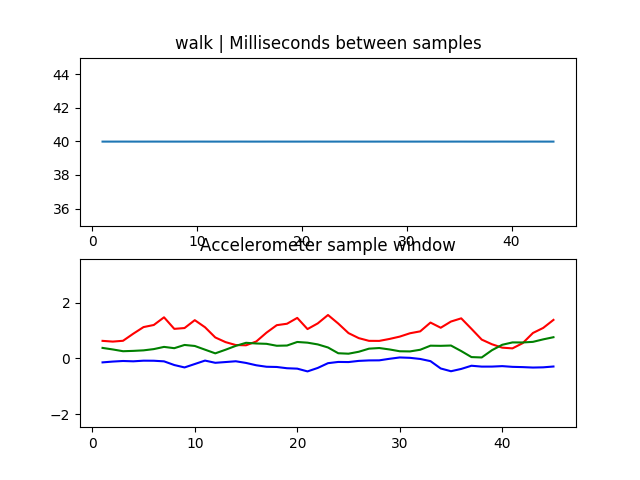 walk | Milliseconds between samples
44
42
40
38
36
0 10 20 30 40
Accelerometer sample window
2
0
−2
0 10 20 30 40